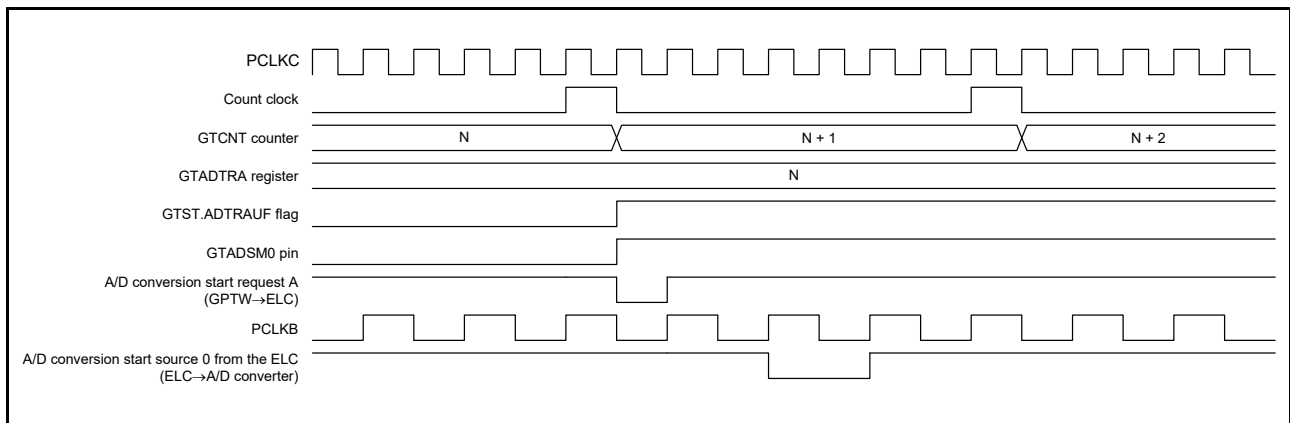 PCLKC
Count clock
GTCNT counter
N
N + 1
N + 2
GTADTRA register
N
GTST.ADTRAUF flag
GTADSM0 pin
A/D conversion start request A
(GPTW→ELC)
PCLKB
A/D conversion start source 0 from the ELC
(ELC→A/D converter)